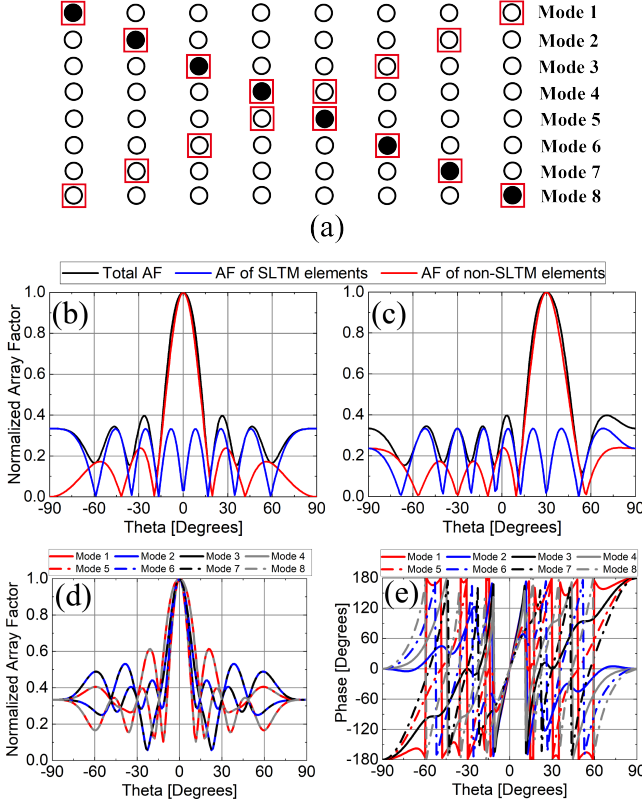 Mode 1
Mode 2
Mode 3
Mode 4
Mode 5
Mode 6
Mode 7
Mode 8
(a)
Total AF AF of SLTM elements AF of non-SLTM elements
(b)
Normalized Array Factor
1.0
0.8
0.6
0.4
0.2
0.0
-90 -60 -30 0 30 60 90
Theta [Degrees]
(c)
1.0
0.8
0.6
0.4
0.2
0.0
-90 -60 -30 0 30 60 90
Theta [Degrees]
Mode 1 Mode 2 Mode 3 Mode 4
Mode 5 Mode 6 Mode 7 Mode 8
(d)
Normalized Array Factor
1.0
0.8
0.6
0.4
0.2
0.0
-90 -60 -30 0 30 60 90
Theta [Degrees]
Mode 1 Mode 2 Mode 3 Mode 4
Mode 5 Mode 6 Mode 7 Mode 8
(e)
Phase [Degrees]
180
120
60
0
-60
-120
-180
-90 -60 -30 0 30 60 90
Theta [Degrees]